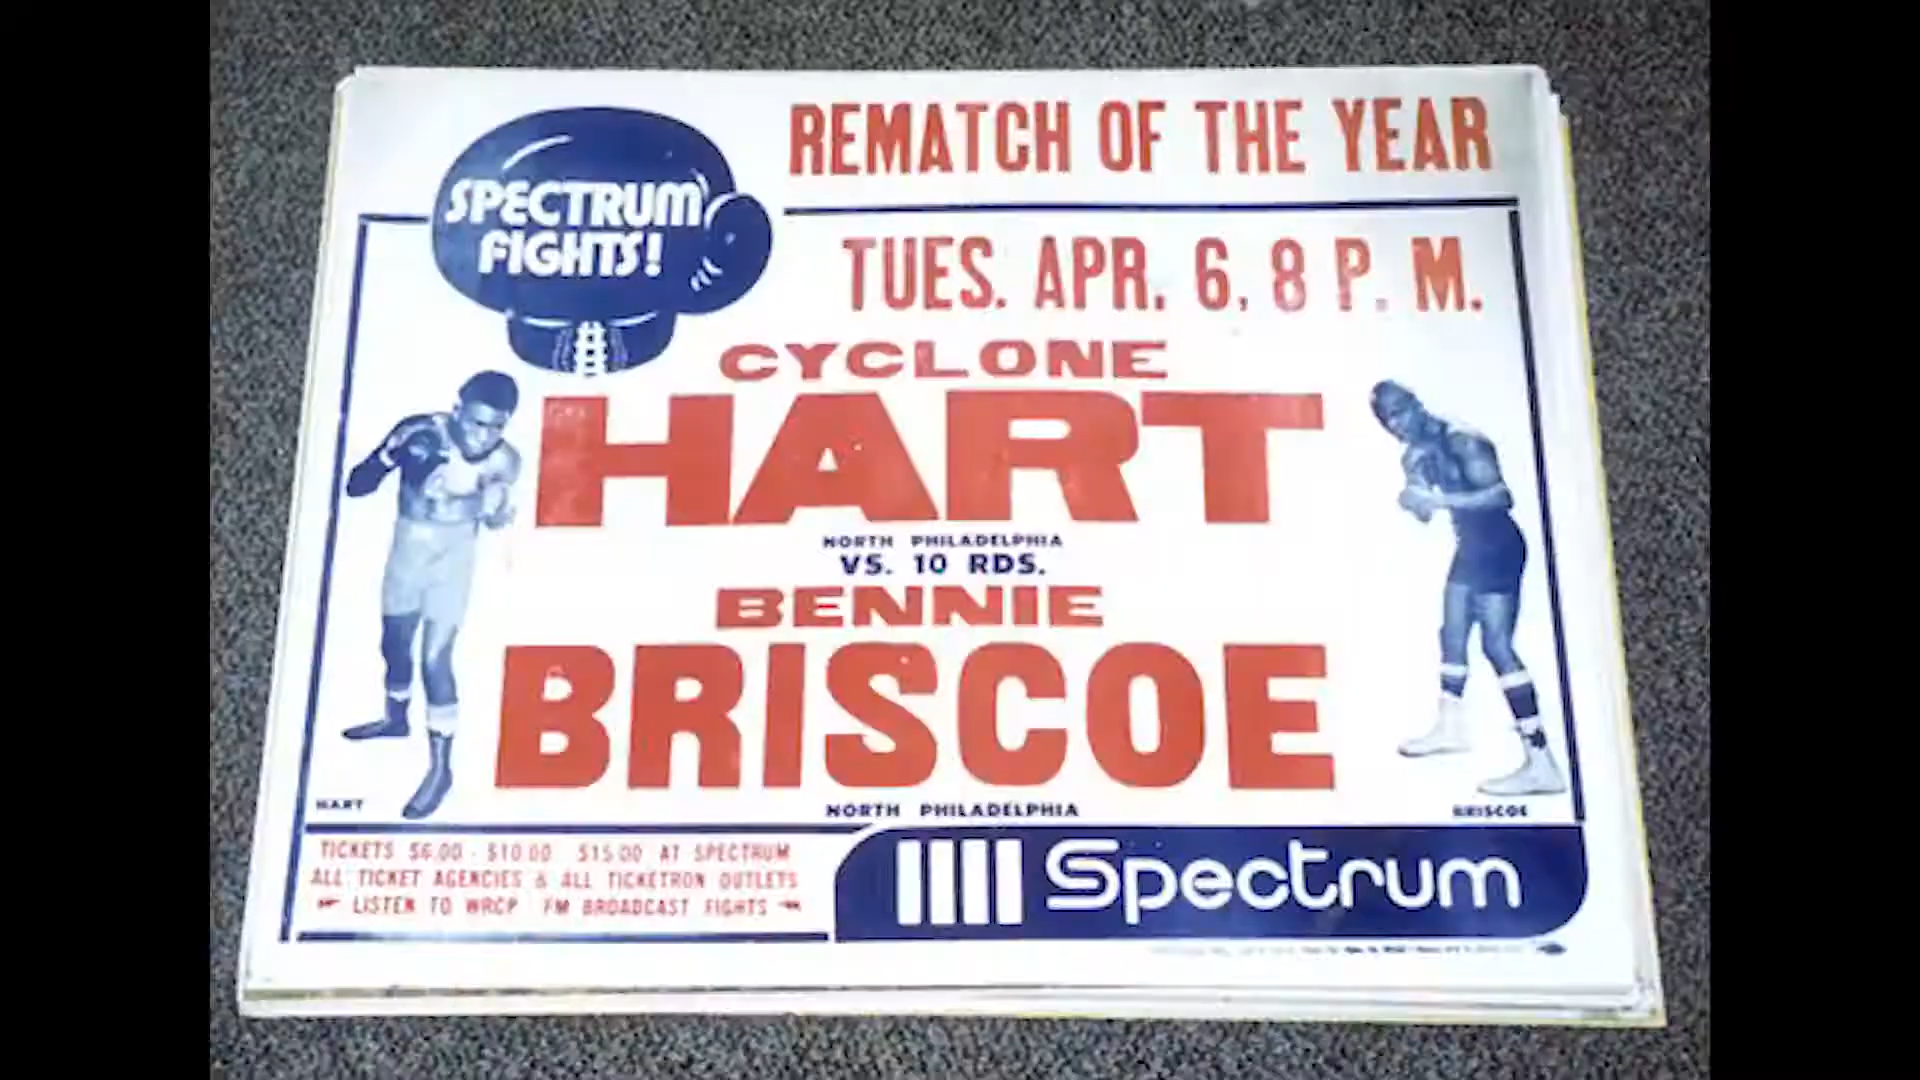 SPECTRUM
FIGHTS!
REMATCH OF THE YEAR
TUES. APR. 6, 8 P. M.
CYCLONE
HART
NORTH PHILADELPHIA
VS. 10 RDS.
BENNIE
BRISCOE
NORTH PHILADELPHIA
HART
BRISCOE
TICKETS $6.00 - $10.00 $15.00 AT SPECTRUM
ALL TICKET AGENCIES & ALL TICKETRON OUTLETS
LISTEN TO WRCP - FM BROADCAST FIGHTS
Spectrum